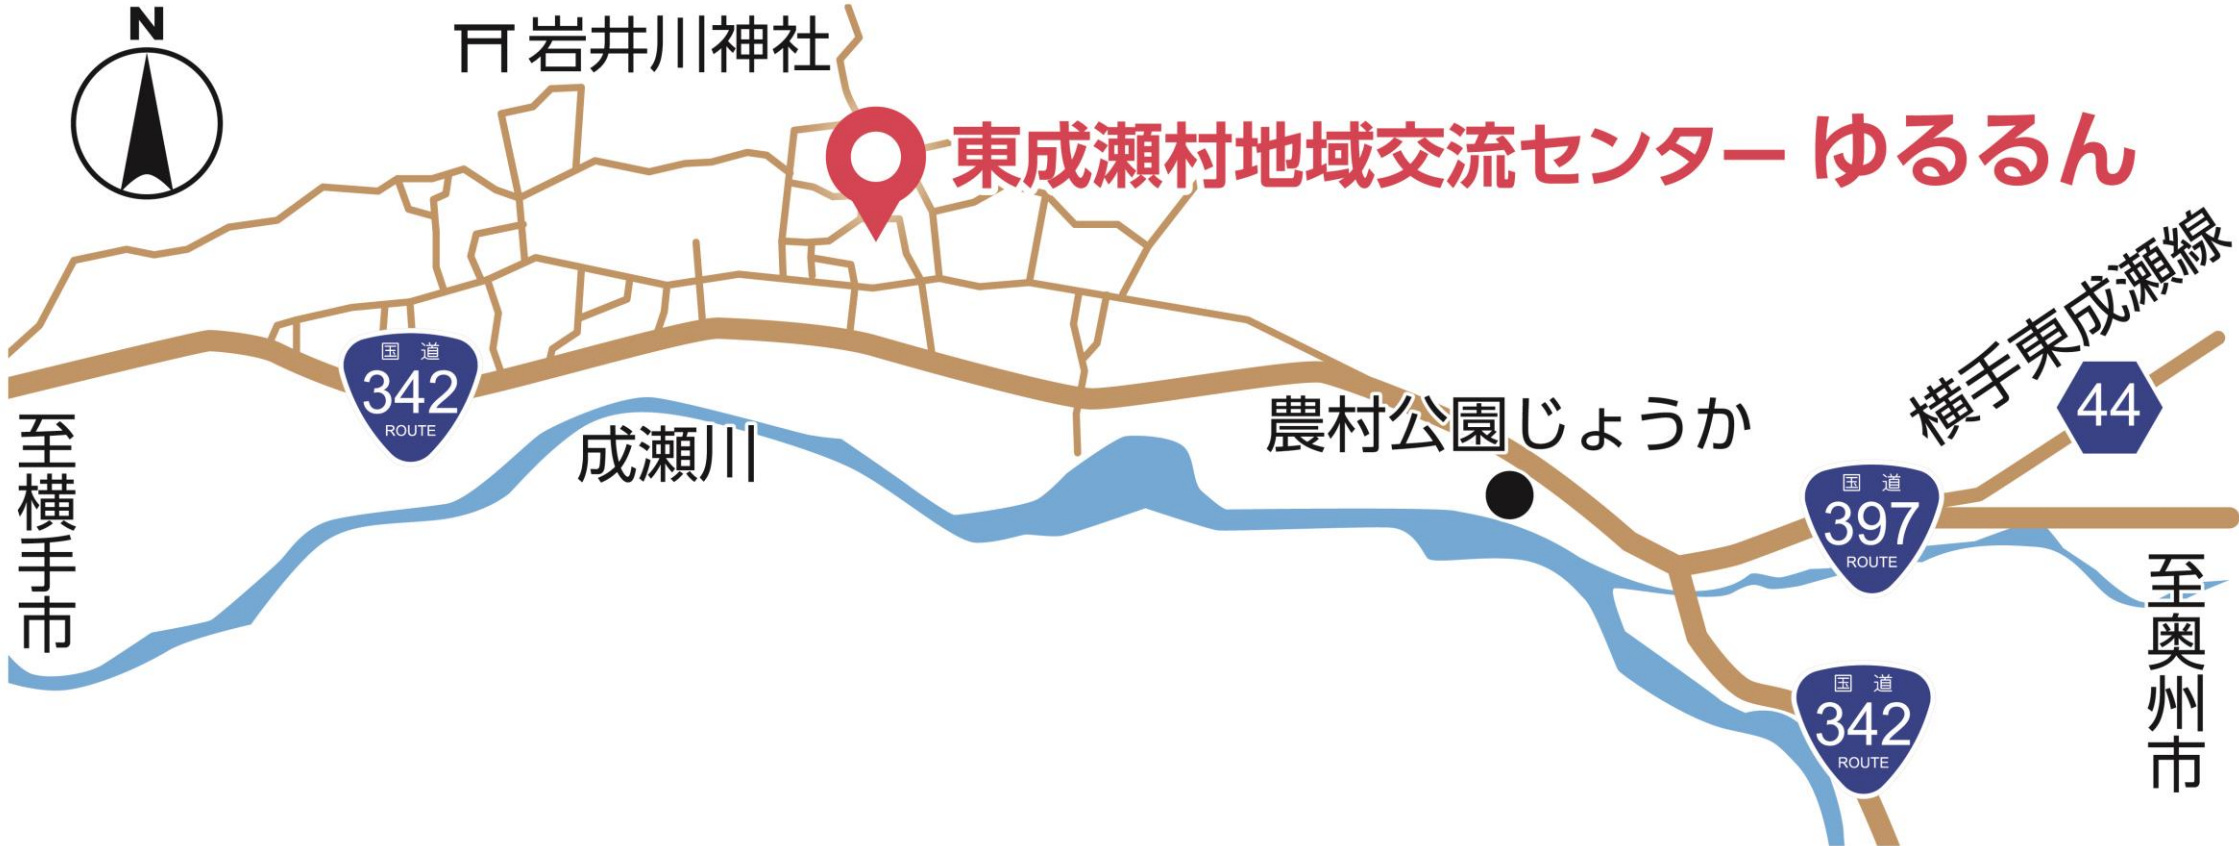 N
岩井川神社
東成瀬村地域交流センター ゆるるん
横手東成瀬線
44
国道
342
ROUTE
農村公園じょうか
至横手市
成瀬川
国道
397
ROUTE
至奥州市
国道
342
ROUTE